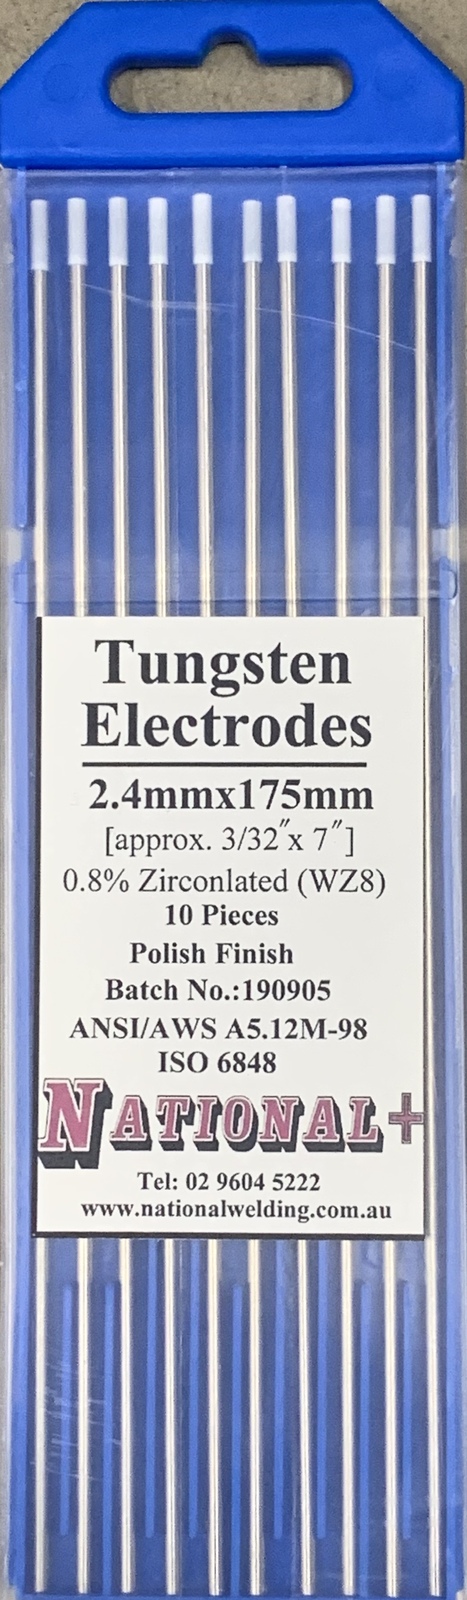 Tungsten
Electrodes
2.4mmx175mm
[approx. 3/32″x 7″]
0.8% Zirconlated (WZ8)
10 Pieces
Polish Finish
Batch No.:190905
ANSI/AWS A5.12M-98
ISO 6848
NATIONAL+
Tel: 02 9604 5222
www.nationalwelding.com.au